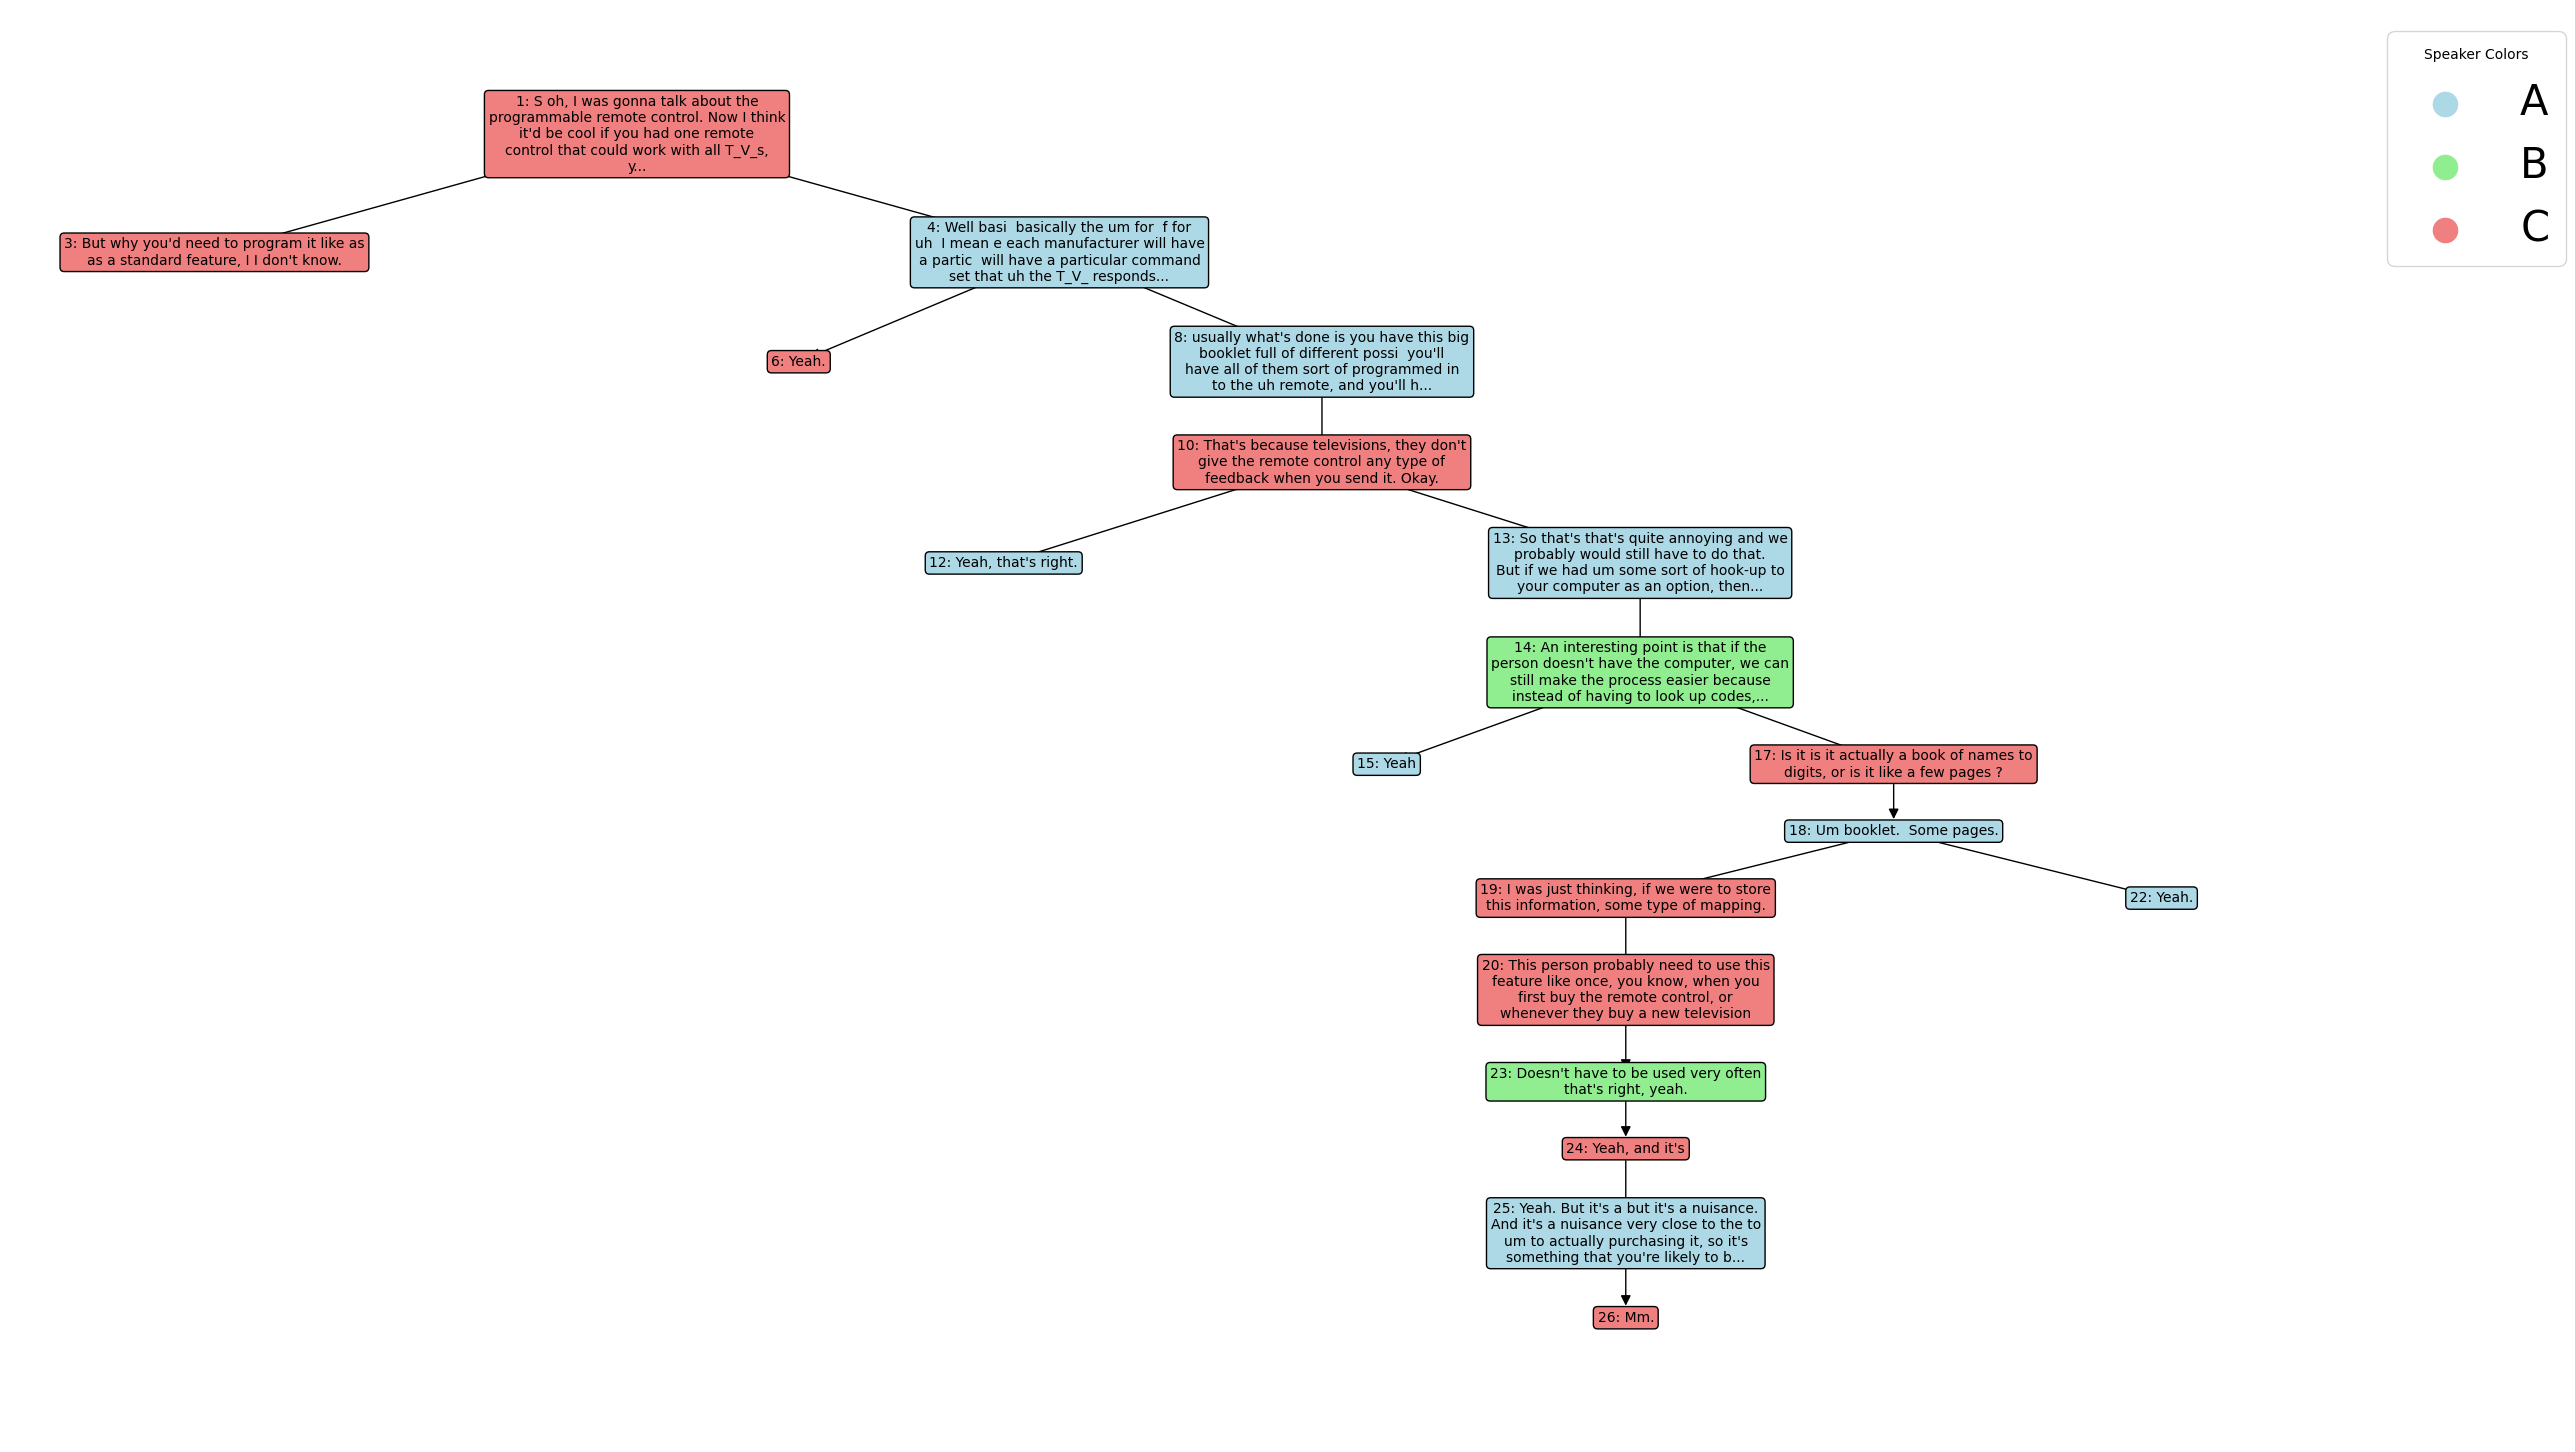 Speaker Colors
A
B
C
1: S oh, I was gonna talk about the
programmable remote control. Now I think
it'd be cool if you had one remote
control that could work with all T_V_s,
y...
3: But why you'd need to program it like as
as a standard feature, I I don't know.
4: Well basi  basically the um for  f for
uh  I mean e each manufacturer will have
a partic  will have a particular command
set that uh the T_V_ responds...
6: Yeah.
8: usually what's done is you have this big
booklet full of different possi  you'll
have all of them sort of programmed in
to the uh remote, and you'll h...
10: That's because televisions, they don't
give the remote control any type of
feedback when you send it. Okay.
12: Yeah, that's right.
13: So that's that's quite annoying and we
probably would still have to do that.
But if we had um some sort of hook-up to
your computer as an option, then...
14: An interesting point is that if the
person doesn't have the computer, we can
still make the process easier because
instead of having to look up codes,...
15: Yeah
17: Is it is it actually a book of names to
digits, or is it like a few pages ?
18: Um booklet.  Some pages.
19: I was just thinking, if we were to store
this information, some type of mapping.
22: Yeah.
20: This person probably need to use this
feature like once, you know, when you
first buy the remote control, or
whenever they buy a new television
23: Doesn't have to be used very often
that's right, yeah.
24: Yeah, and it's
25: Yeah. But it's a but it's a nuisance.
And it's a nuisance very close to the to
um to actually purchasing it, so it's
something that you're likely to b...
26: Mm.